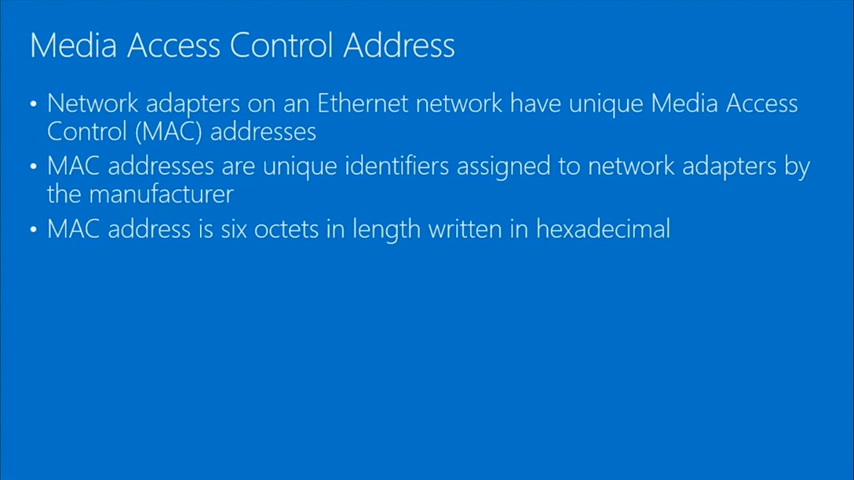 Media Access Control Address
• Network adapters on an Ethernet network have unique Media Access
Control (MAC) addresses
• MAC addresses are unique identifiers assigned to network adapters by
the manufacturer
• MAC address is six octets in length written in hexadecimal